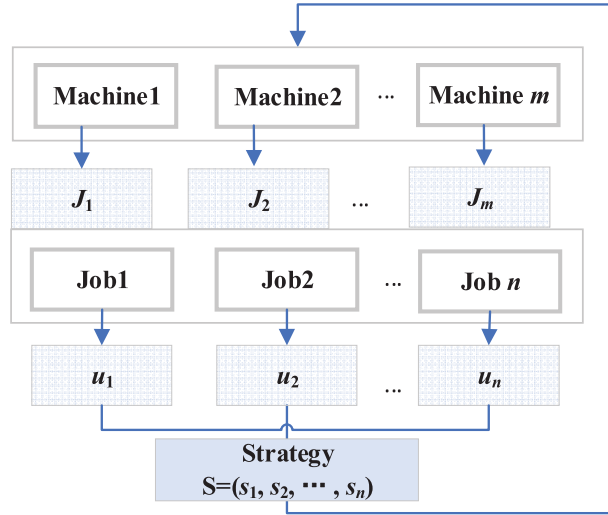 Machine1 Machine2 ... Machine m
J1 J2 ... Jm
Job1 Job2 ... Job n
u1 u2 ... un
Strategy
S=(s1, s2, ··· , sn)